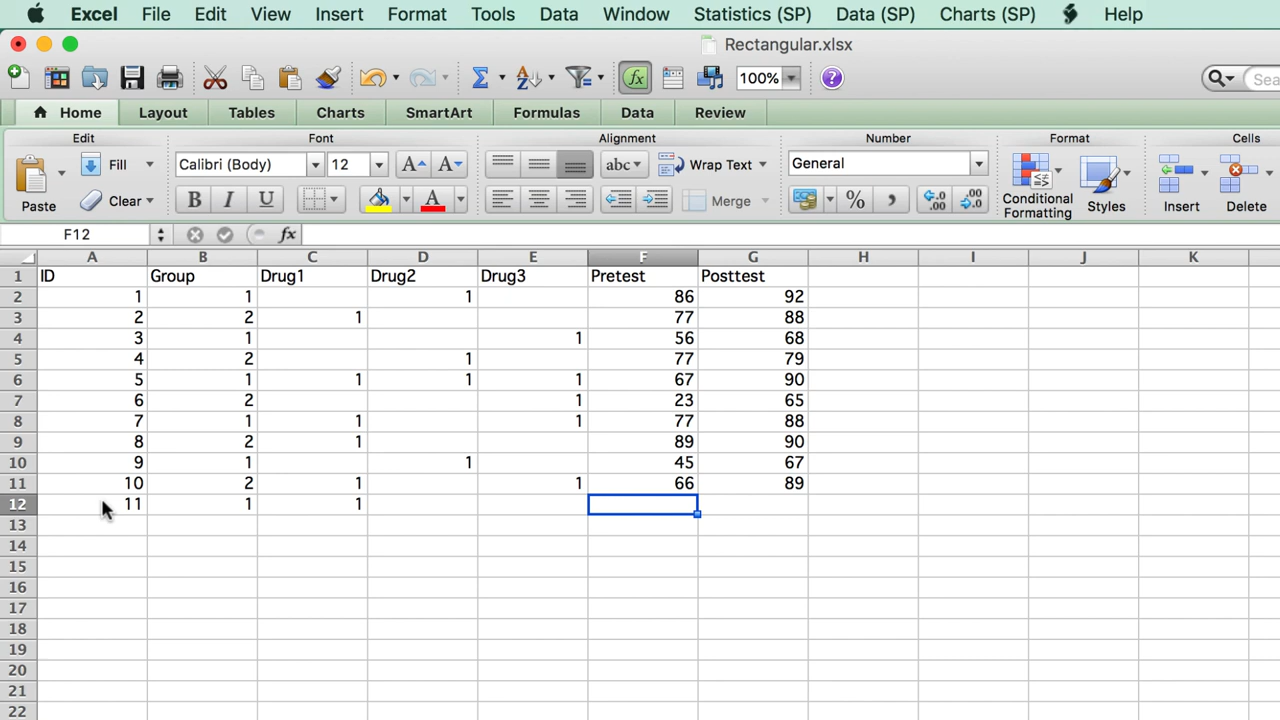 Excel File Edit View Insert Format Tools Data Window Statistics (SP) Data (SP) Charts (SP) Help
Rectangular.xlsx
100%
Home Layout Tables Charts SmartArt Formulas Data Review
Edit Font Alignment Number Format Cells
Fill Calibri (Body) 12 A A abc Wrap Text General
Paste Clear B I U A Merge % , .0 .00 .00 .0 Conditional Formatting Styles Insert Delete
F12 fx
A B C D E F G H I J K
1 ID Group Drug1 Drug2 Drug3 Pretest Posttest
2 1 1 1 86 92
3 2 2 1 77 88
4 3 1 1 56 68
5 4 2 1 77 79
6 5 1 1 1 1 67 90
7 6 2 1 23 65
8 7 1 1 1 77 88
9 8 2 1 89 90
10 9 1 1 45 67
11 10 2 1 1 66 89
12 11 1 1
13
14
15
16
17
18
19
20
21
22